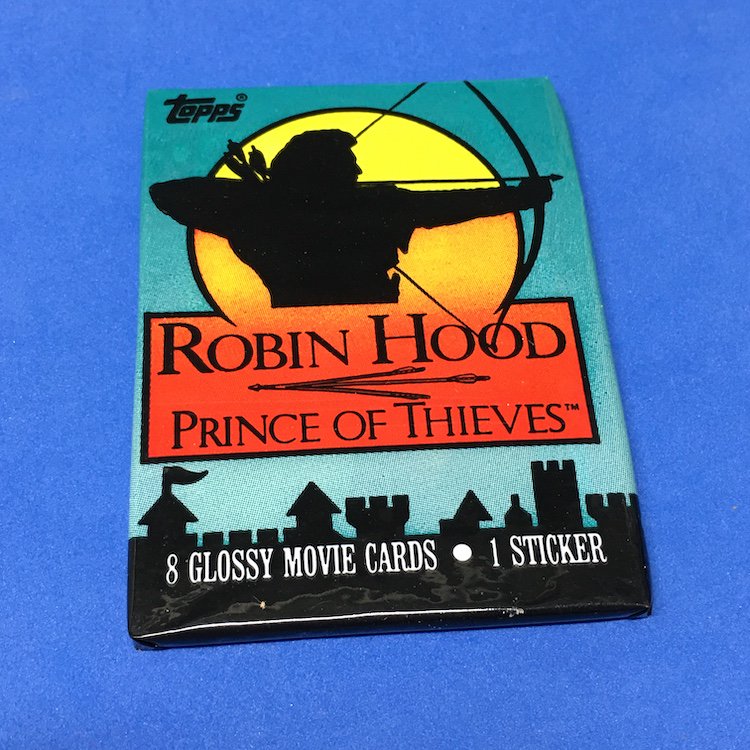 Topps®
ROBIN HOOD
PRINCE OF THIEVES™
8 GLOSSY MOVIE CARDS • 1 STICKER